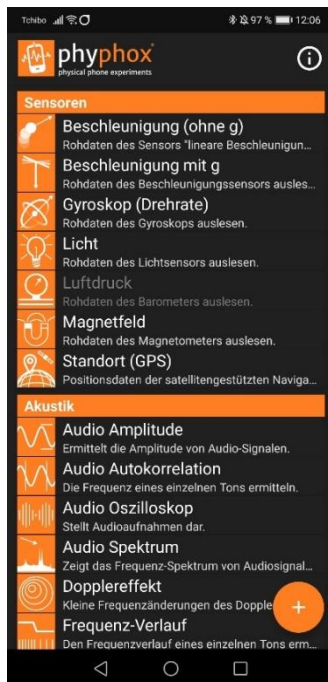 Tchibo 97 % 12:06
phyphox
physical phone experiments
Sensoren
Beschleunigung (ohne g)
Rohdaten des Sensors "lineare Beschleunigun...
Beschleunigung mit g
Rohdaten des Beschleunigungssensors ausles...
Gyroskop (Drehrate)
Rohdaten des Gyroskops auslesen.
Licht
Rohdaten des Lichtsensors auslesen.
Luftdruck
Rohdaten des Barometers auslesen.
Magnetfeld
Rohdaten des Magnetometers auslesen.
Standort (GPS)
Positionsdaten der satellitengestützten Naviga...
Akustik
Audio Amplitude
Ermittelt die Amplitude von Audio-Signalen.
Audio Autokorrelation
Die Frequenz eines einzelnen Tons ermitteln.
Audio Oszilloskop
Stellt Audioaufnahmen dar.
Audio Spektrum
Zeigt das Frequenz-Spektrum von Audiosignal...
Dopplereffekt
Kleine Frequenzänderungen des Dopple
+
Frequenz-Verlauf
Den Frequenzverlauf eines einzelnen Tons erm...